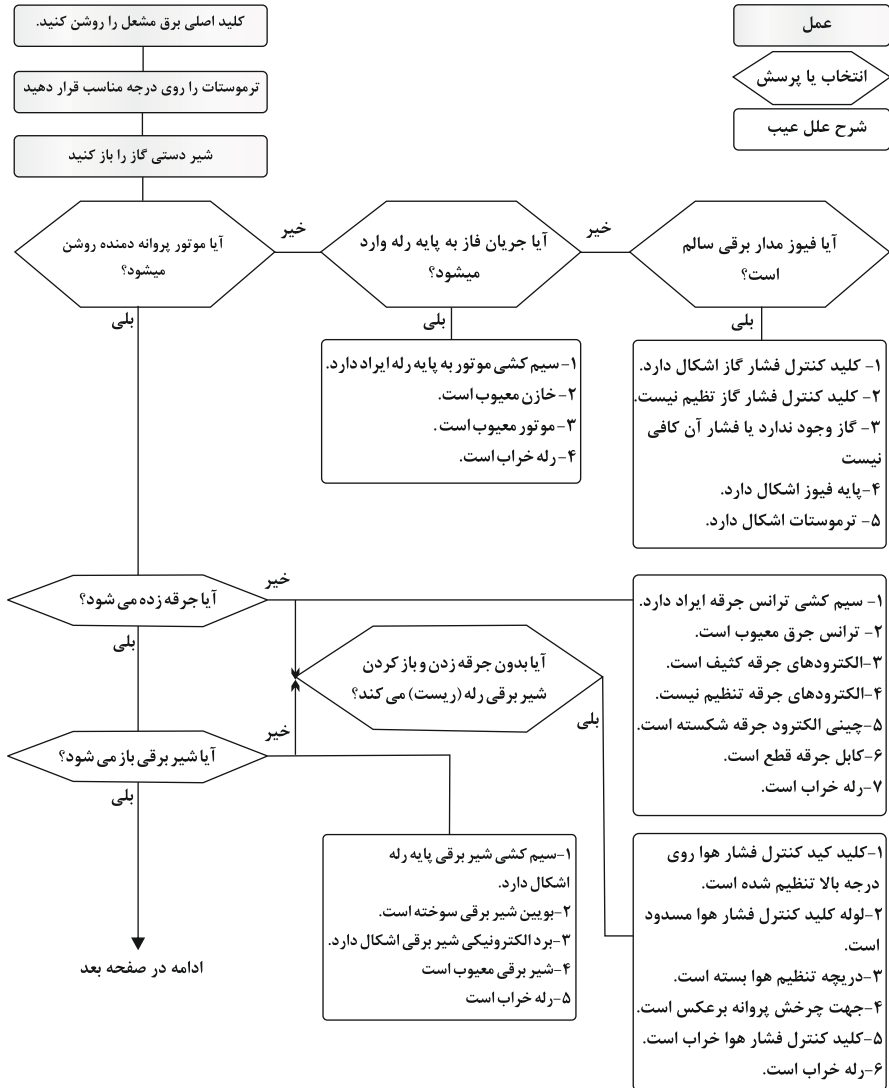 کلید اصلی برق مشعل را روشن کنید.
ترموستات را روی درجه مناسب قرار دهید
شیر دستی گاز را باز کنید
عمل
انتخاب یا پرسش
شرح علل عیب
آیا موتور پروانه دمنده روشن
میشود؟
خیر
آیا جریان فاز به پایه رله وارد
میشود؟
خیر
آیا فیوز مدار برقی سالم
است؟
بلی
بلی
بلی
۱-سیم کشی موتور به پایه رله ایراد دارد.
۲-خازن معیوب است.
۳-موتور معیوب است .
۴-رله خراب است.
۱- کلید کنترل فشار گاز اشکال دارد.
۲- کلید کنترل فشار گاز تظیم نیست.
۳- گاز وجود ندارد یا فشار آن کافی
نیست
۴-پایه فیوز اشکال دارد.
۵- ترموستات اشکال دارد.
آیا جرقه زده می شود؟
خیر
بلی
۱- سیم کشی ترانس جرقه ایراد دارد.
۲- ترانس جرق معیوب است.
۳-الکترودهای جرقه کثیف است.
۴-الکترودهای جرقه تنظیم نیست.
۵-چینی الکترود جرقه شکسته است.
۶-کابل جرقه قطع است.
۷-رله خراب است.
آیا بدون جرقه زدن و باز کردن
شیر برقی رله (ریست) می کند؟
بلی
آیا شیر برقی باز می شود؟
خیر
بلی
۱-سیم کشی شیر برقی پایه رله
اشکال دارد.
۲-بویین شیر برقی سوخته است.
۳-برد الکترونیکی شیر برقی اشکال دارد.
۴-شیر برقی معیوب است
۵-رله خراب است
۱-کلید کید کنترل فشار هوا روی
درجه بالا تنظیم شده است.
۲-لوله کلید کنترل فشار هوا مسدود
است.
۳-دریچه تنظیم هوا بسته است.
۴-جهت چرخش پروانه برعکس است.
۵-کلید کنترل فشار هوا خراب است.
۶-رله خراب است.
ادامه در صفحه بعد